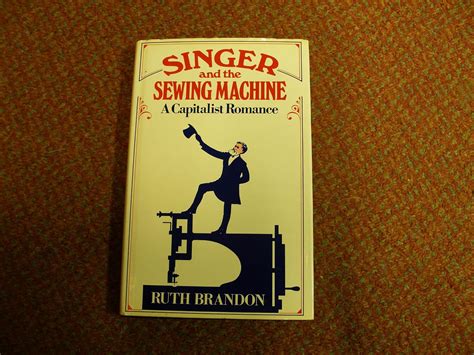 SINGER
and the
SEWING MACHINE
A Capitalist Romance
RUTH BRANDON